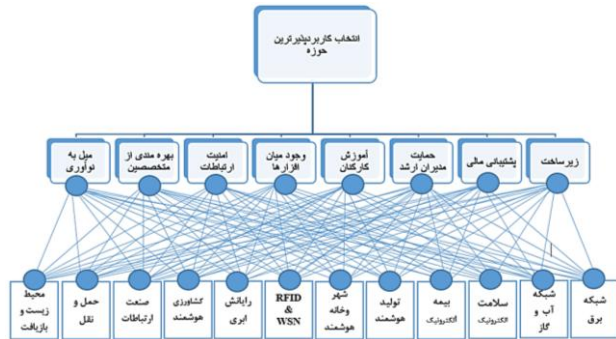 انتخاب کاربردپذیرترین
حوزه
زیرساخت
پشتیبانی مالی
حمایت
مدیران ارشد
آموزش
کارکنان
وجود میان
افزارها
امنیت
ارتباطات
بهره مندی از
متخصصین
میل به
نوآوری
شبکه
برق
شبکه
آب و
گاز
سلامت
الکترونیک
بیمه
الکترونیک
تولید
هوشمند
شهر
وخانه
هوشمند
RFID
&
WSN
رایانش
ابری
کشاورزی
هوشمند
صنعت
ارتباطات
حمل و
نقل
محیط
زیست و
بازیافت